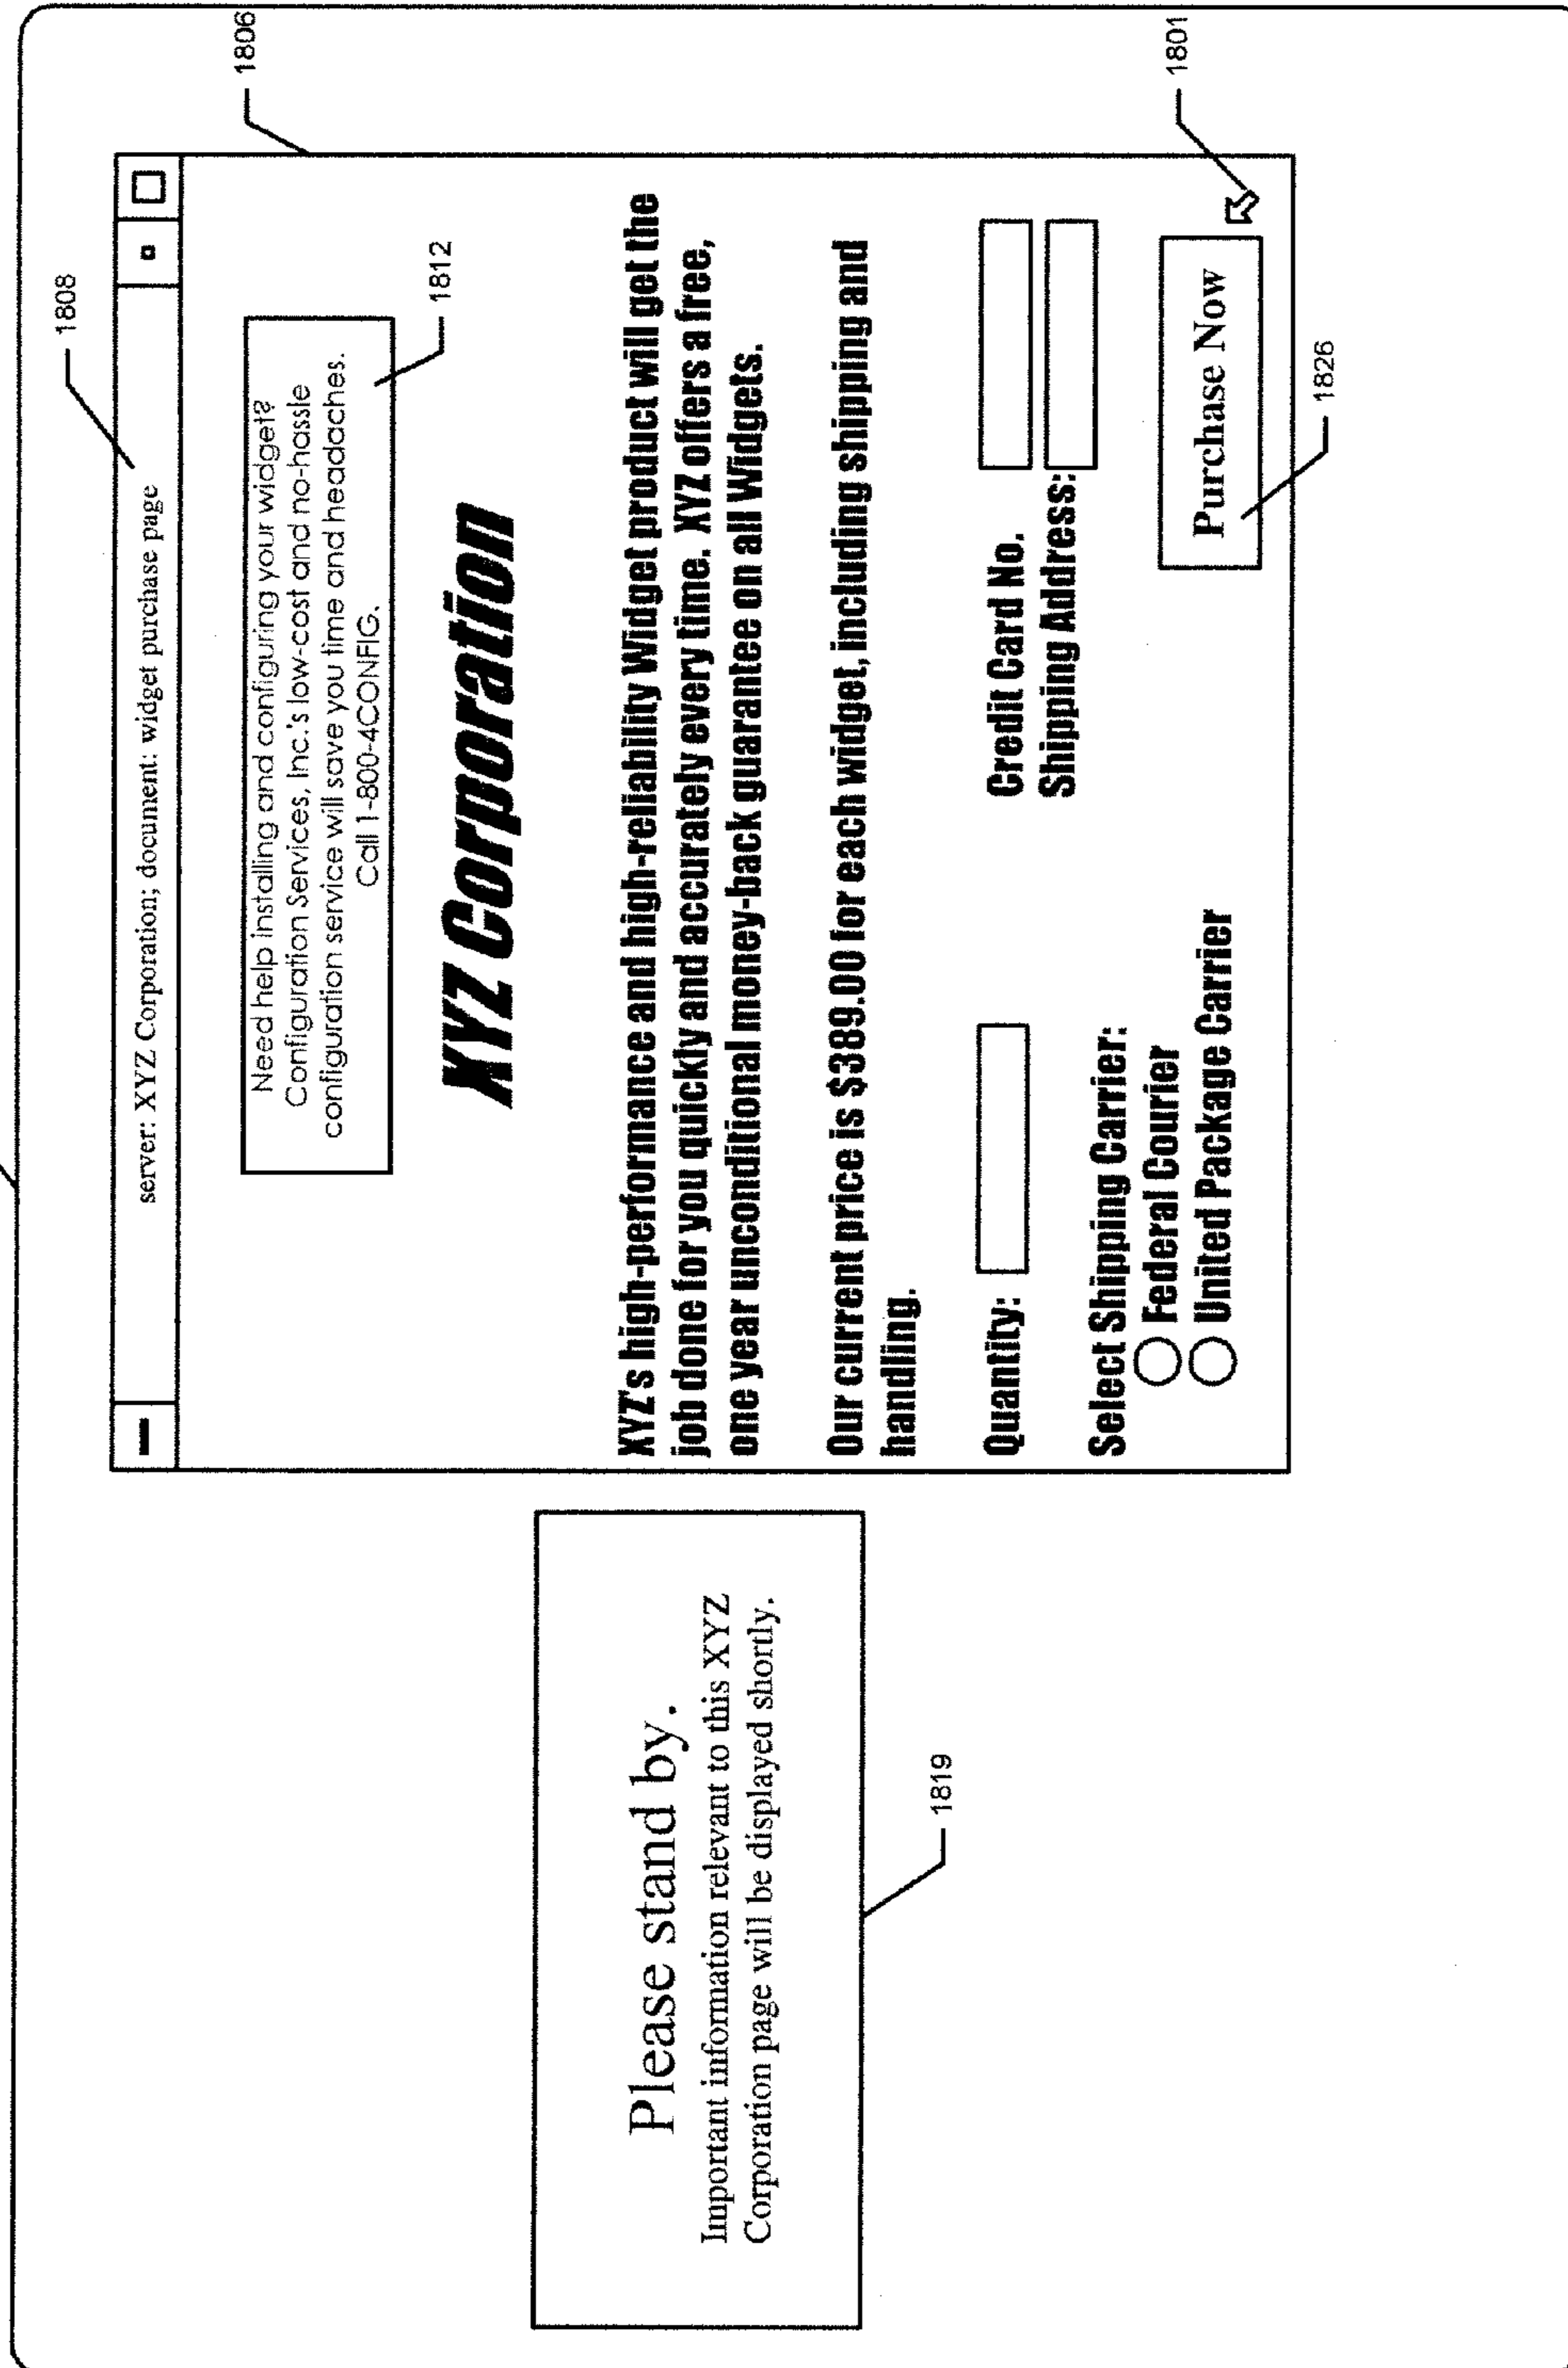 1806
1808
server: XYZ Corporation; document: widget purchase page
Need help installing and configuring your widget?
Configuration Services, Inc.'s low-cost and no-hassle
configuration service will save you time and headaches.
Call 1-800-4CONFIG.
1812
XYZ Corporation
XYZ's high-performance and high-reliability Widget product will get the
job done for you quickly and accurately every time. XYZ offers a free,
one year unconditional money-back guarantee on all Widgets.
Our current price is $389.00 for each widget, including shipping and
handling.
Quantity:
Credit Card No.
Shipping Address:
Select Shipping Carrier:
Federal Courier
United Package Carrier
Purchase Now
1801
1826
Please stand by.
Important information relevant to this XYZ
Corporation page will be displayed shortly.
1819